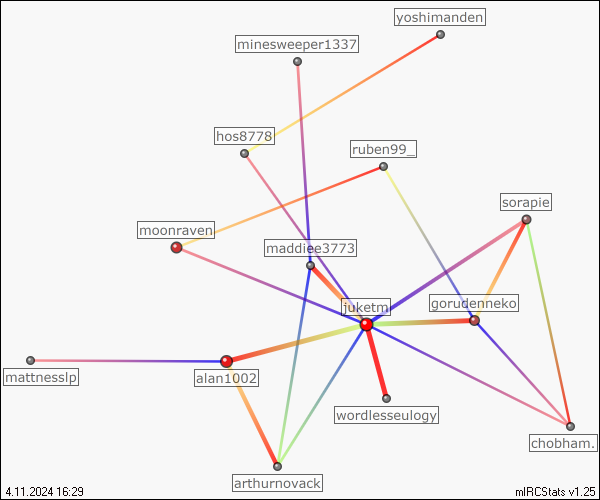 yoshimanden
minesweeper1337
hos8778
ruben99_
sorapie
moonraven
maddiee3773
juketm
gorudenneko
mattnesslp
alan1002
wordlesseulogy
chobham.
arthurnovack
4.11.2024 16:29
mIRCStats v1.25